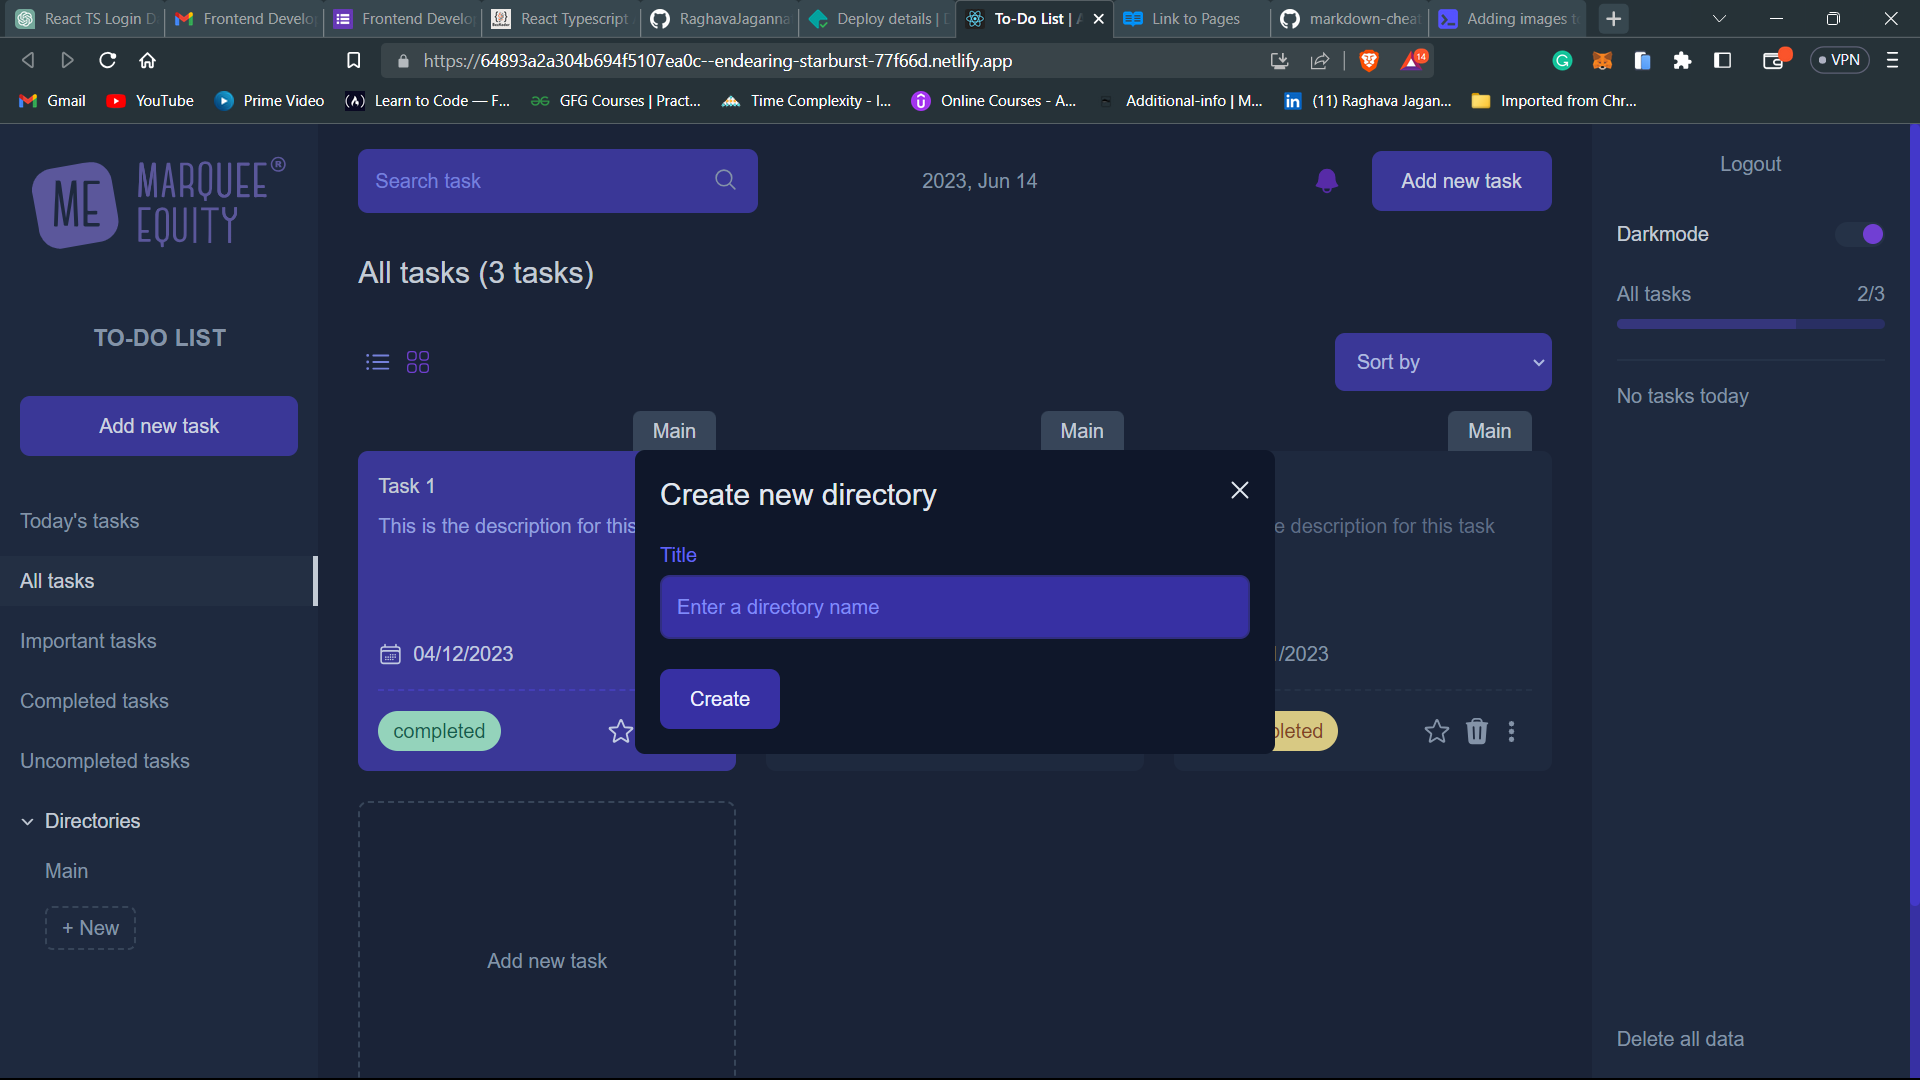 React TS Login D
Frontend Develop
Frontend Develop
React Typescript
RaghavaJaganna
Deploy details |
To-Do List |
Link to Pages
markdown-cheat
Adding images t
https://64893a2a304b694f5107ea0c--endearing-starburst-77f66d.netlify.app
14
VPN
Gmail
YouTube
Prime Video
Learn to Code — F...
GFG Courses | Pract...
Time Complexity - I...
Online Courses - A...
Additional-info | M...
(11) Raghava Jagan...
Imported from Chr...
ME
MARQUEE®
EQUITY
TO-DO LIST
Add new task
Today's tasks
All tasks
Important tasks
Completed tasks
Uncompleted tasks
Directories
Main
+ New
Search task
2023, Jun 14
Add new task
All tasks (3 tasks)
Sort by
Main
Main
Main
Task 1
This is the description for this
04/12/2023
completed
Create new directory
Title
Enter a directory name
Create
e description for this task
/2023
pleted
Add new task
Logout
Darkmode
All tasks
2/3
No tasks today
Delete all data